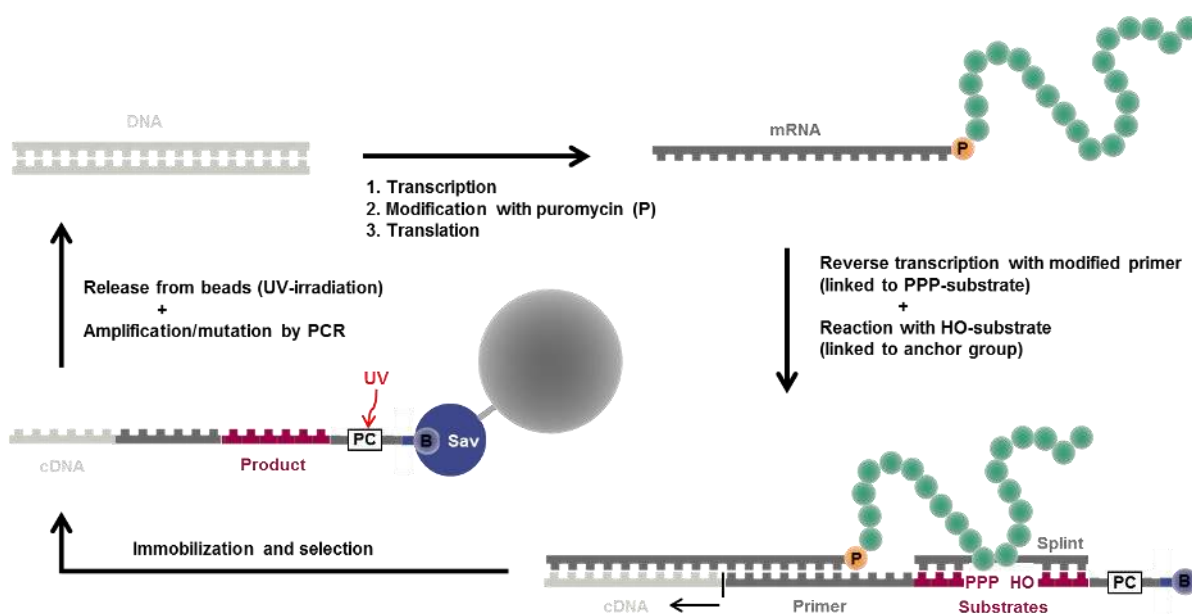 DNA
mRNA
P
1. Transcription
2. Modification with puromycin (P)
3. Translation
Reverse transcription with modified primer
(linked to PPP-substrate)
+
Reaction with HO-substrate
(linked to anchor group)
Release from beads (UV-irradiation)
+
Amplification/mutation by PCR
UV
PC
B
Sav
cDNA
Product
Immobilization and selection
P
Splint
PPP HO
PC
B
cDNA
Primer
Substrates